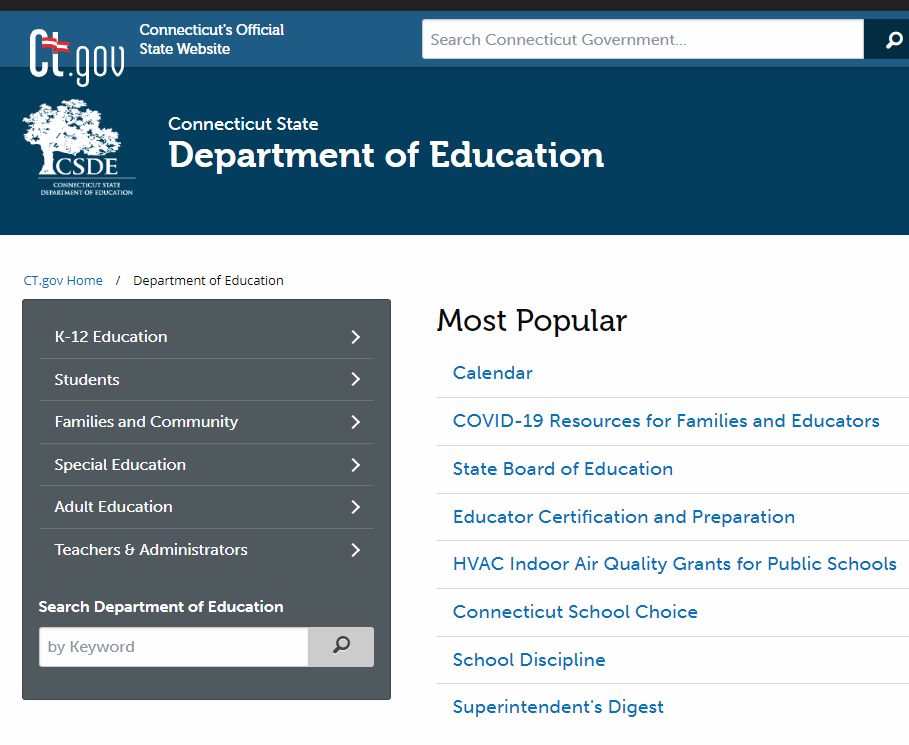 Ct.gov
Connecticut's Official
State Website
Search Connecticut Government...
CSDE
CONNECTICUT STATE
DEPARTMENT OF EDUCATION
Connecticut State
Department of Education
CT.gov Home / Department of Education
K-12 Education
Students
Families and Community
Special Education
Adult Education
Teachers & Administrators
Search Department of Education
by Keyword
Most Popular
Calendar
COVID-19 Resources for Families and Educators
State Board of Education
Educator Certification and Preparation
HVAC Indoor Air Quality Grants for Public Schools
Connecticut School Choice
School Discipline
Superintendent's Digest